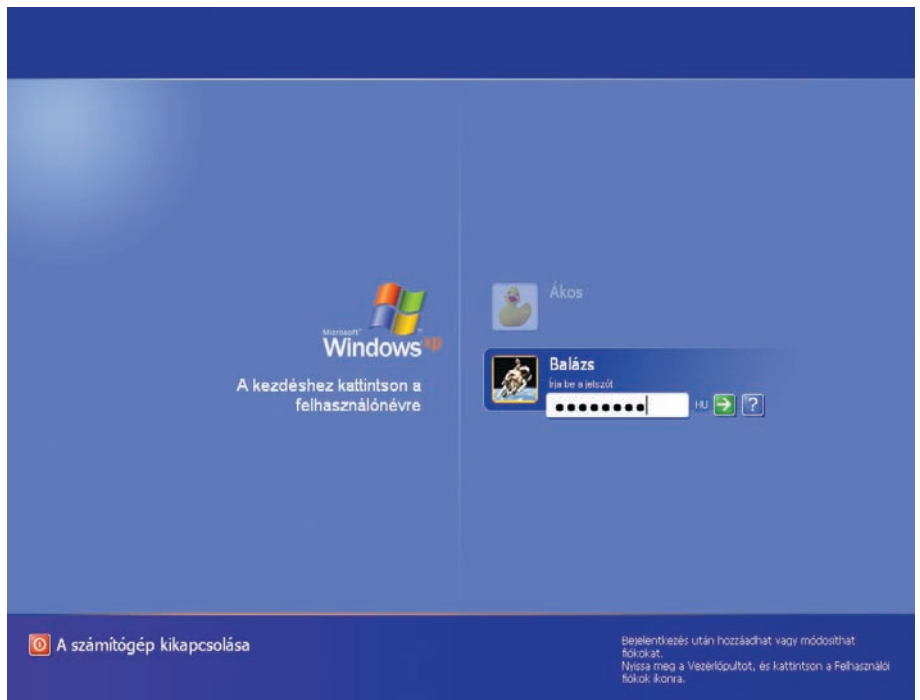 Microsoft
Windows xp
A kezdéshez kattintson a
felhasználónévre
Ákos
Balázs
Írja be a jelszót
HU
?
A számítógép kikapcsolása
Bejelentkezés után hozzáadhat vagy módosíthat
fiókokat.
Nyissa meg a Vezérlőpultot, és kattintson a Felhasználói
fiókok ikonra.